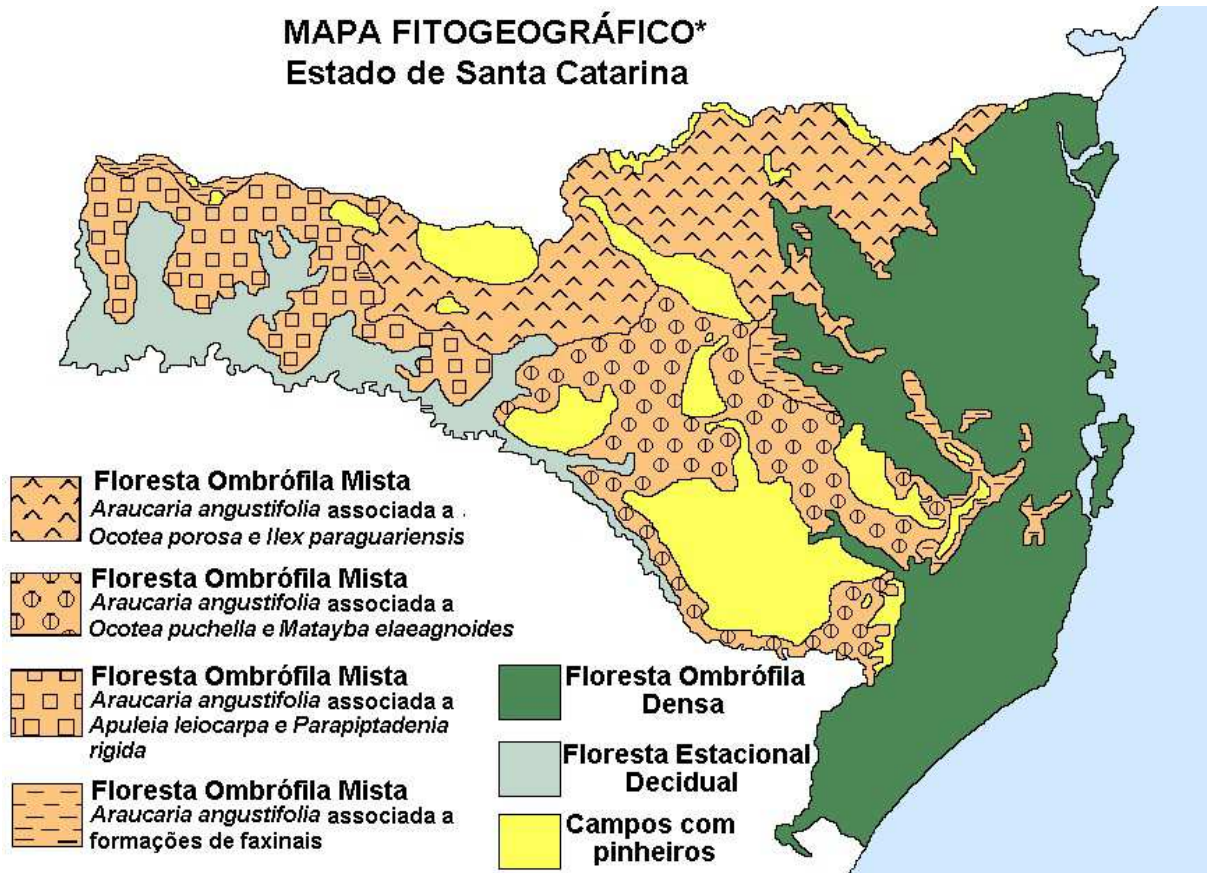 MAPA FITOGEOGRÁFICO*
Estado de Santa Catarina
Floresta Ombrófila Mista
Araucaria angustifolia associada a .
Ocotea porosa e Ilex paraguariensis
Floresta Ombrófila Mista
Araucaria angustifolia associada a
Ocotea puchella e Matayba elaeagnoides
Floresta Ombrófila Mista
Araucaria angustifolia associada a
Apuleia leiocarpa e Parapiptadenia
rigida
Floresta Ombrófila Mista
Araucaria angustifolia associada a
formações de faxinais
Floresta Ombrófila
Densa
Floresta Estacional
Decidual
Campos com
pinheiros